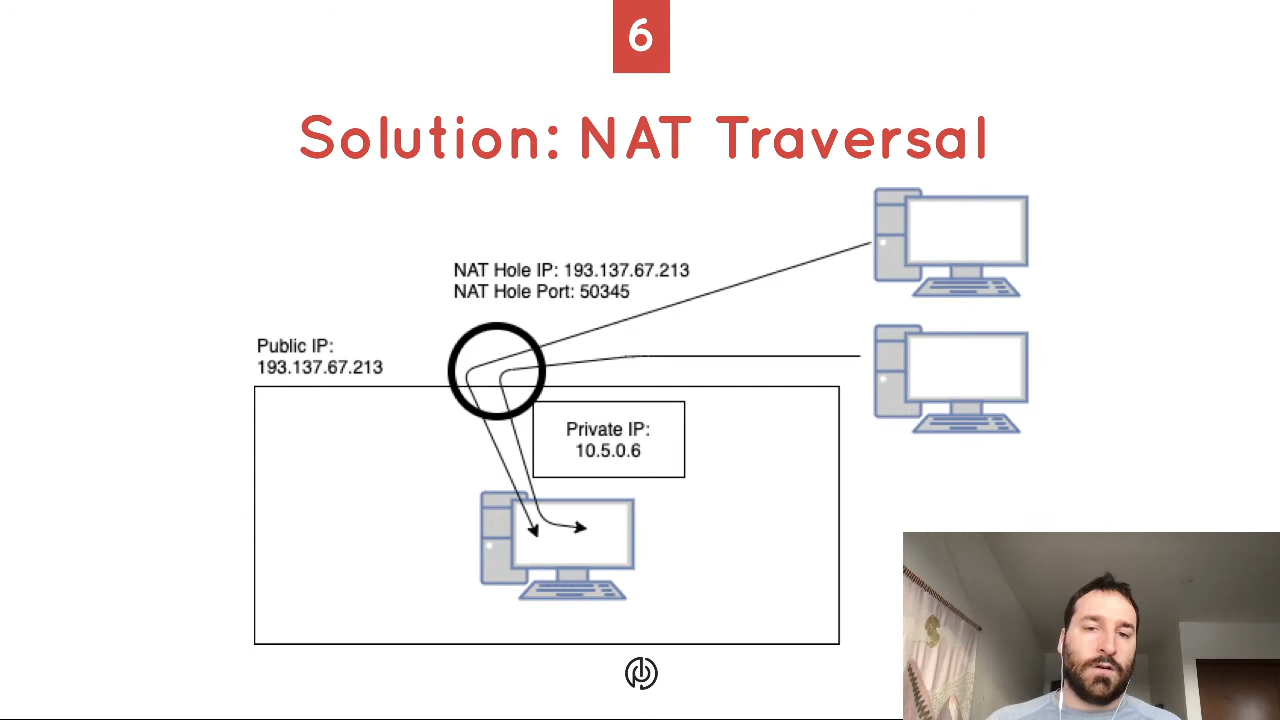 6
Solution: NAT Traversal
NAT Hole IP: 193.137.67.213
NAT Hole Port: 50345
Public IP:
193.137.67.213
Private IP:
10.5.0.6